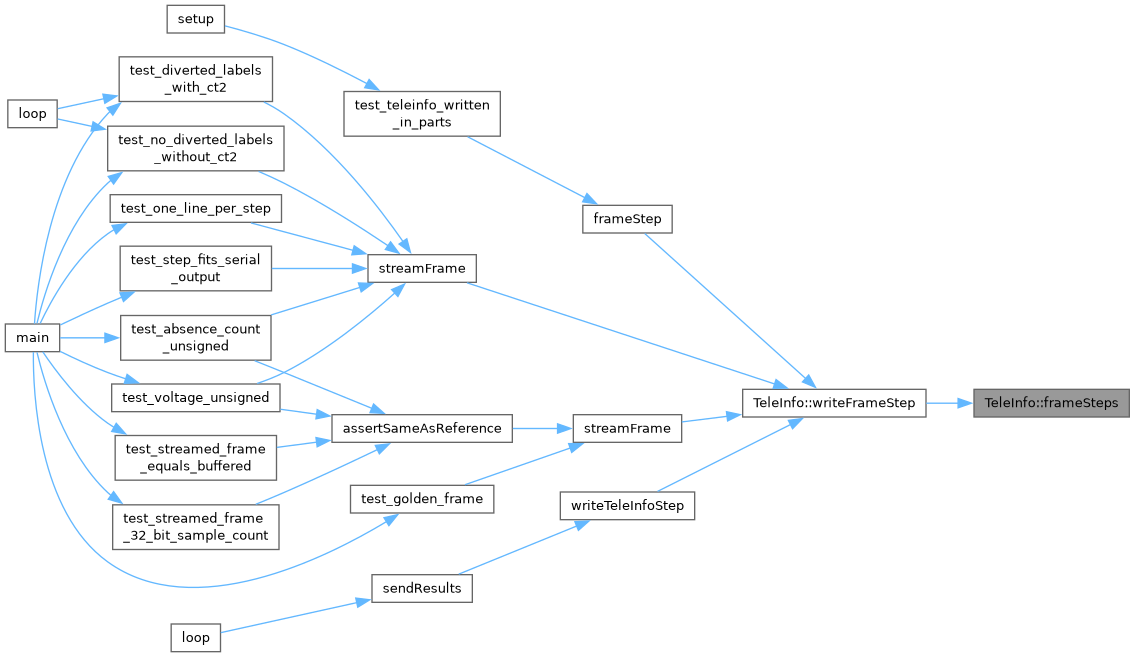 setup
test_diverted_labels
_with_ct2
loop
test_teleinfo_written
_in_parts
test_no_diverted_labels
_without_ct2
test_one_line_per_step
frameStep
test_step_fits_serial
_output
streamFrame
test_absence_count
_unsigned
main
test_voltage_unsigned
TeleInfo::writeFrameStep
TeleInfo::frameSteps
assertSameAsReference
streamFrame
test_streamed_frame
_equals_buffered
test_golden_frame
writeTeleInfoStep
test_streamed_frame
_32_bit_sample_count
sendResults
loop